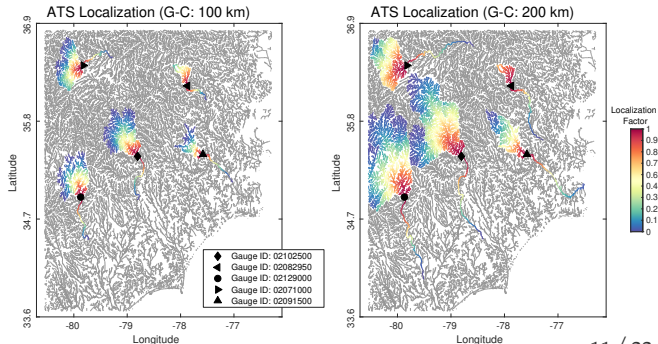 ATS Localization (G-C: 100 km)
ATS Localization (G-C: 200 km)
36.9
35.8
34.7
33.6
Latitude
-80
-79
-78
-77
Longitude
Gauge ID: 02102500
Gauge ID: 02082950
Gauge ID: 02129000
Gauge ID: 02071000
Gauge ID: 02091500
36.9
35.8
34.7
33.6
Latitude
-80
-79
-78
-77
Longitude
Localization
Factor
1
0.9
0.8
0.7
0.6
0.5
0.4
0.3
0.2
0.1
0